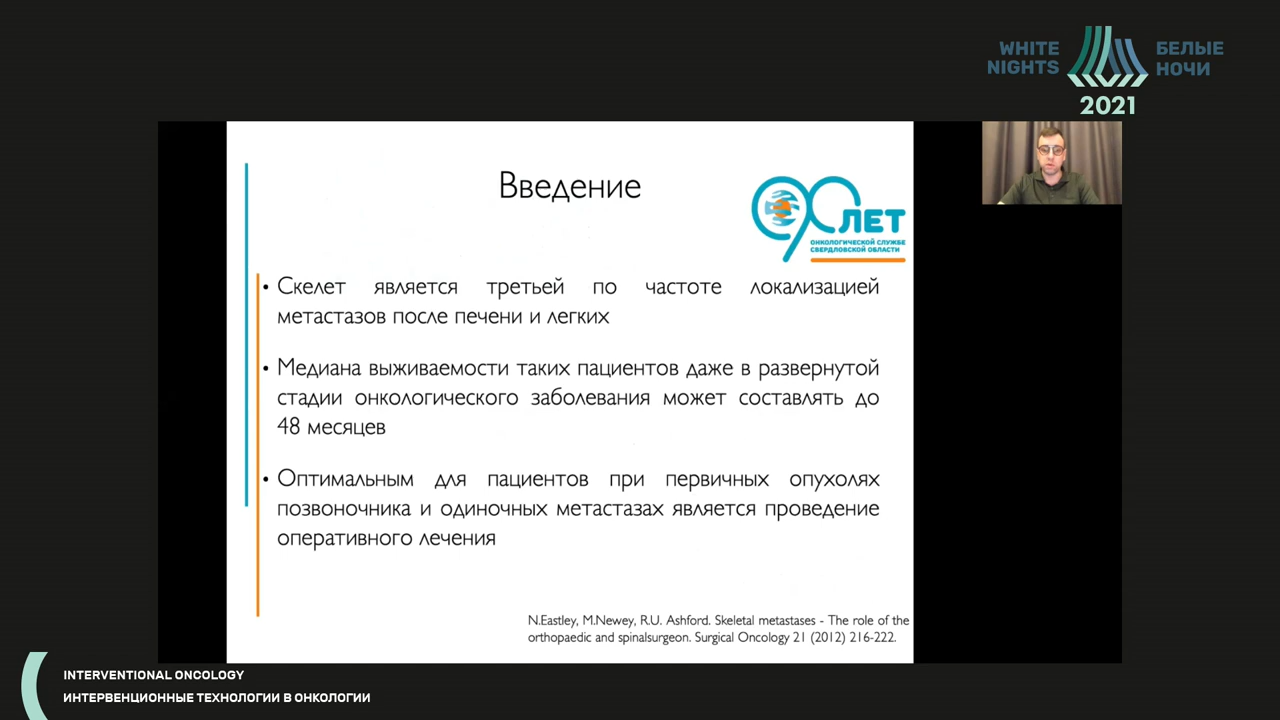 WHITE NIGHTS
БЕЛЫЕ НОЧИ
2021
Введение
90 ЛЕТ
ОНКОЛОГИЧЕСКОЙ СЛУЖБЕ
СВЕРДЛОВСКОЙ ОБЛАСТИ
• Скелет является третьей по частоте локализацией
метастазов после печени и легких
• Медиана выживаемости таких пациентов даже в развернутой
стадии онкологического заболевания может составлять до
48 месяцев
• Оптимальным для пациентов при первичных опухолях
позвоночника и одиночных метастазах является проведение
оперативного лечения
N.Eastley, M.Newey, R.U. Ashford. Skeletal metastases - The role of the
orthopaedic and spinalsurgeon. Surgical Oncology 21 (2012) 216-222.
INTERVENTIONAL ONCOLOGY
ИНТЕРВЕНЦИОННЫЕ ТЕХНОЛОГИИ В ОНКОЛОГИИ